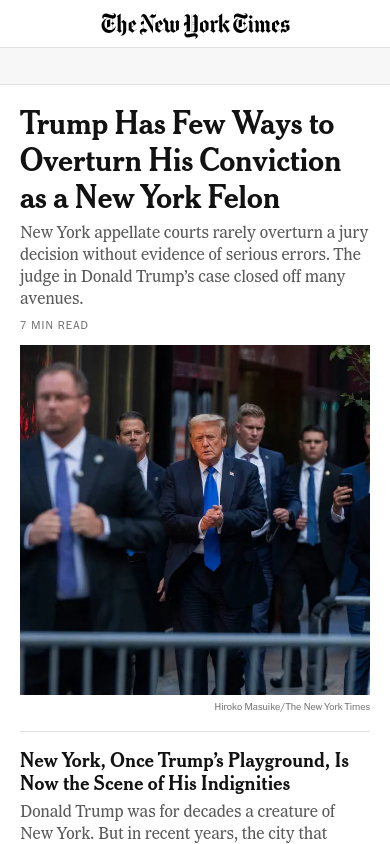 The New York Times
Trump Has Few Ways to
Overturn His Conviction
as a New York Felon
New York appellate courts rarely overturn a jury
decision without evidence of serious errors. The
judge in Donald Trump’s case closed off many
avenues.
7 MIN READ
Hiroko Masuike/The New York Times
New York, Once Trump’s Playground, Is
Now the Scene of His Indignities
Donald Trump was for decades a creature of
New York. But in recent years, the city that